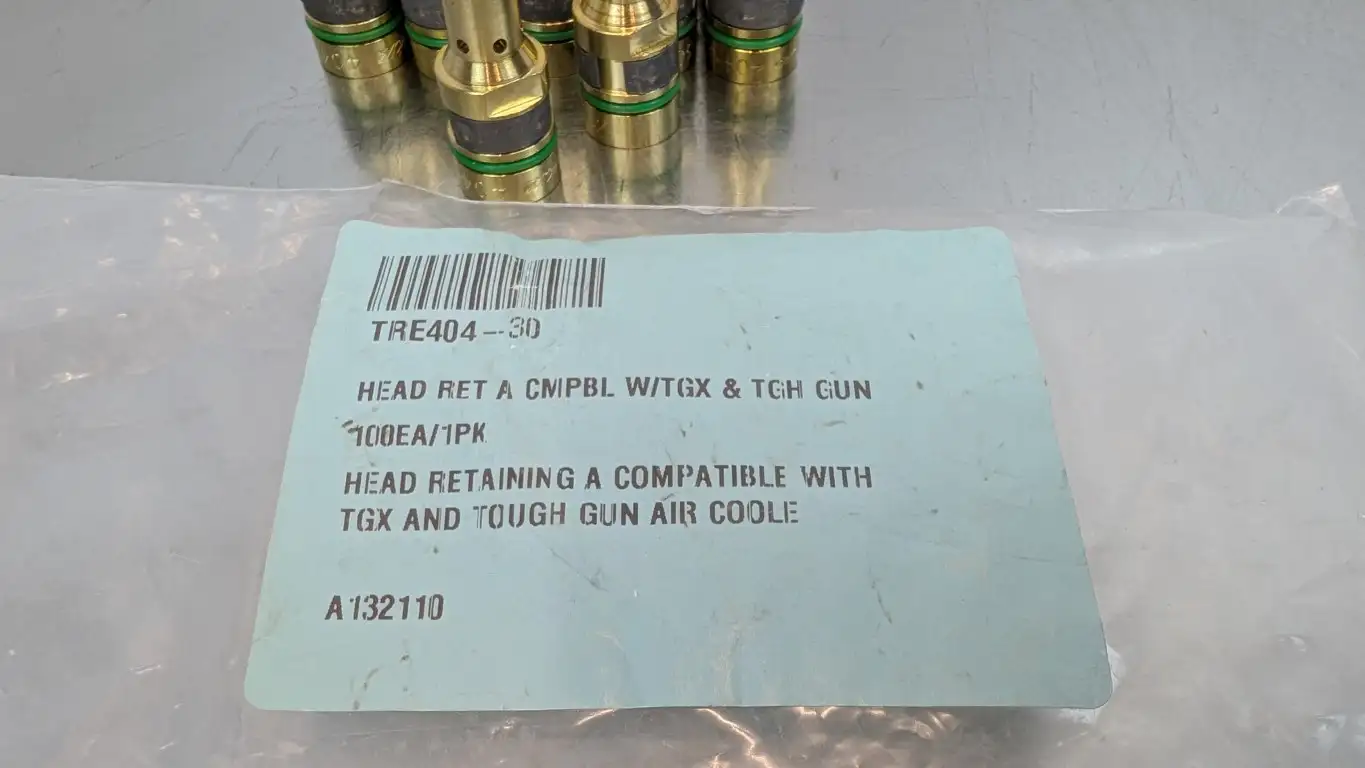 TRE404-30
HEAD RET A CMPBL W/TGX & TGH GUN
100EA/1PK
HEAD RETAINING A COMPATIBLE WITH
TGX AND TOUGH GUN AIR COOLE
A132110